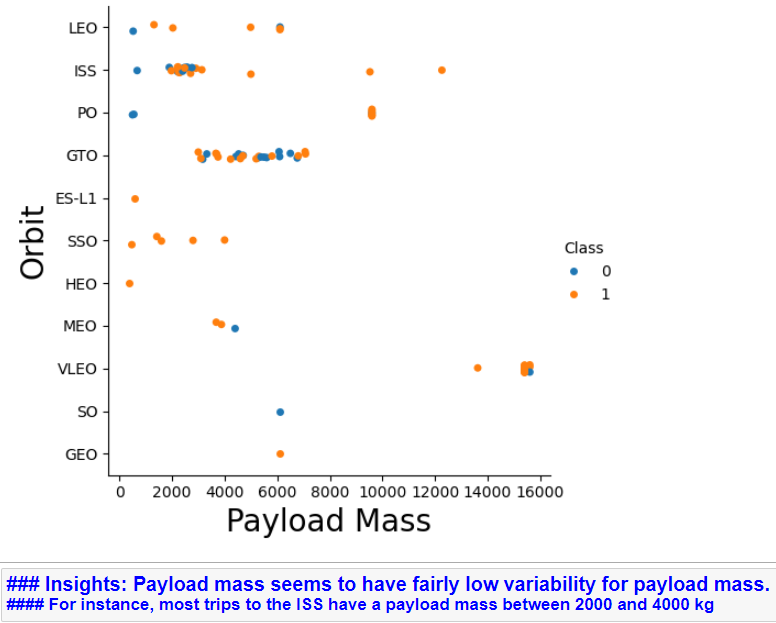 LEO
ISS
PO
GTO
ES-L1
SSO
HEO
MEO
VLEO
SO
GEO
Orbit
Class
0
1
0 2000 4000 6000 8000 10000 12000 14000 16000
Payload Mass
### Insights: Payload mass seems to have fairly low variability for payload mass.
#### For instance, most trips to the ISS have a payload mass between 2000 and 4000 kg